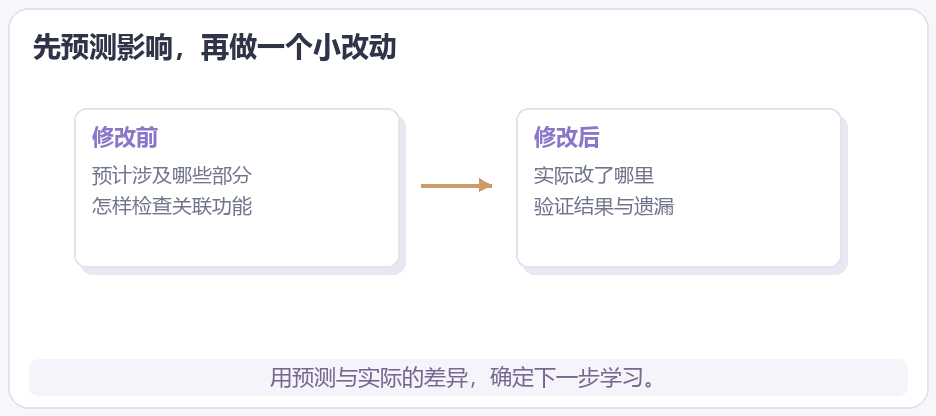 先预测影响，再做一个小改动
修改前
预计涉及哪些部分
怎样检查关联功能
修改后
实际改了哪里
验证结果与遗漏
用预测与实际的差异，确定下一步学习。